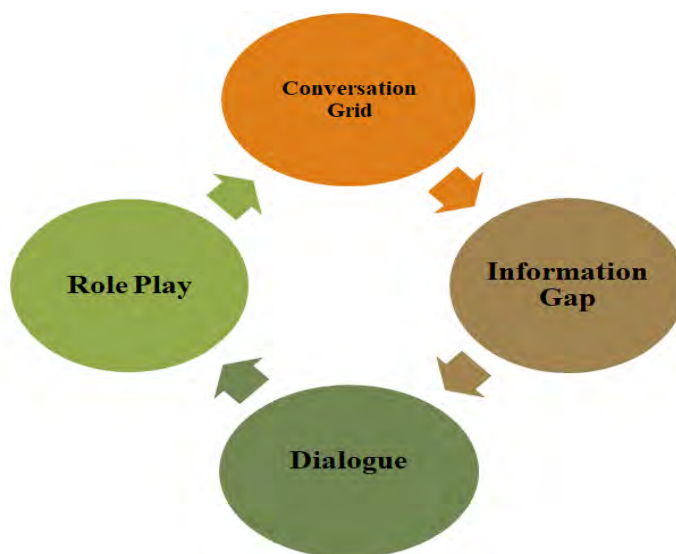 Conversation
Grid
Information
Gap
Dialogue
Role Play